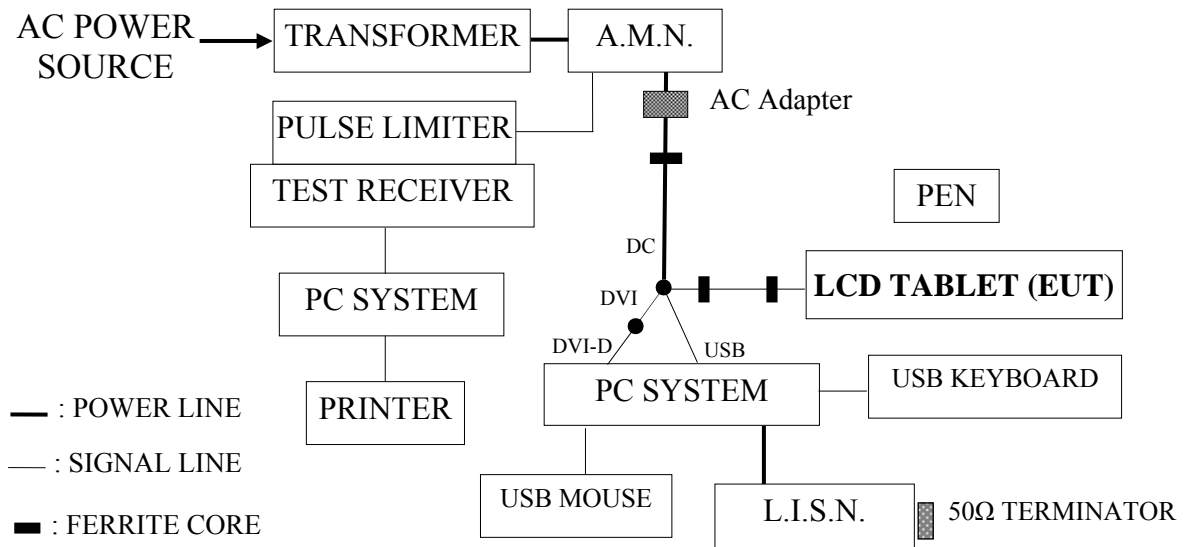 AC POWER
SOURCE
TRANSFORMER
A.M.N.
AC Adapter
PULSE LIMITER
TEST RECEIVER
PEN
DC
LCD TABLET (EUT)
PC SYSTEM
DVI
DVI-D
USB
PC SYSTEM
USB KEYBOARD
PRINTER
: POWER LINE
: SIGNAL LINE
USB MOUSE
L.I.S.N.
50Ω TERMINATOR
: FERRITE CORE